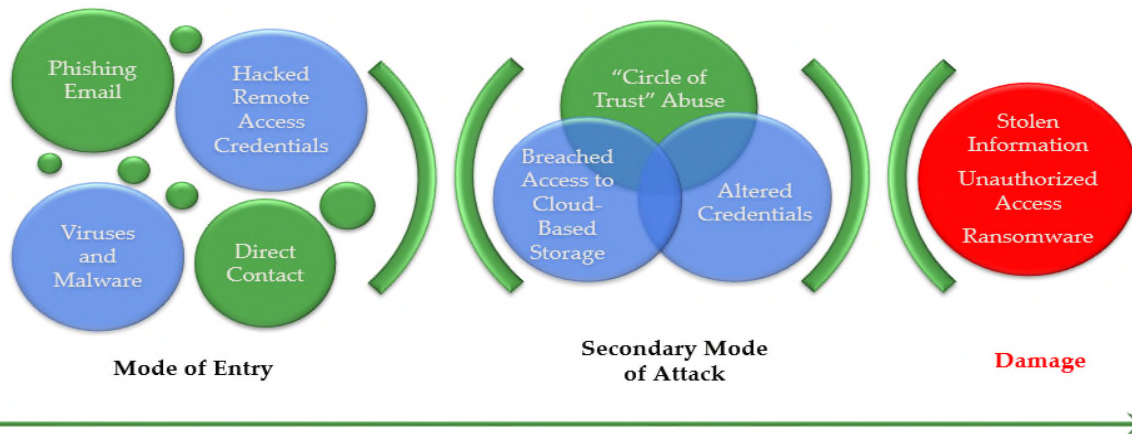 Phishing
Email
Hacked
Remote
Access
Credentials
Viruses
and
Malware
Direct
Contact
Mode of Entry
“Circle of
Trust” Abuse
Breached
Access to
Cloud-
Based
Storage
Altered
Credentials
Secondary Mode
of Attack
Stolen
Information
Unauthorized
Access
Ransomware
Damage